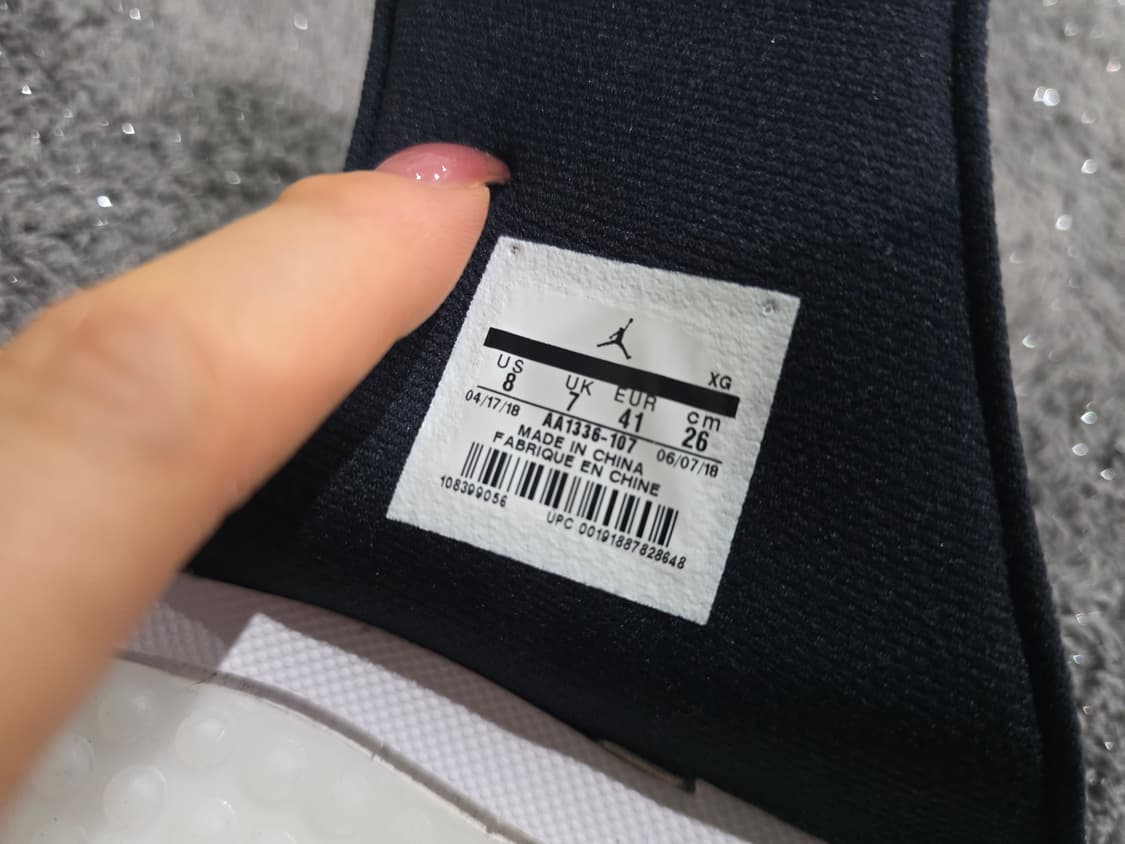 XG
US UK EUR cm
8 7 41 26
04/17/18 AA1336-107 06/07/18
MADE IN CHINA
FABRIQUE EN CHINE
108399056 UPC 00191887828648